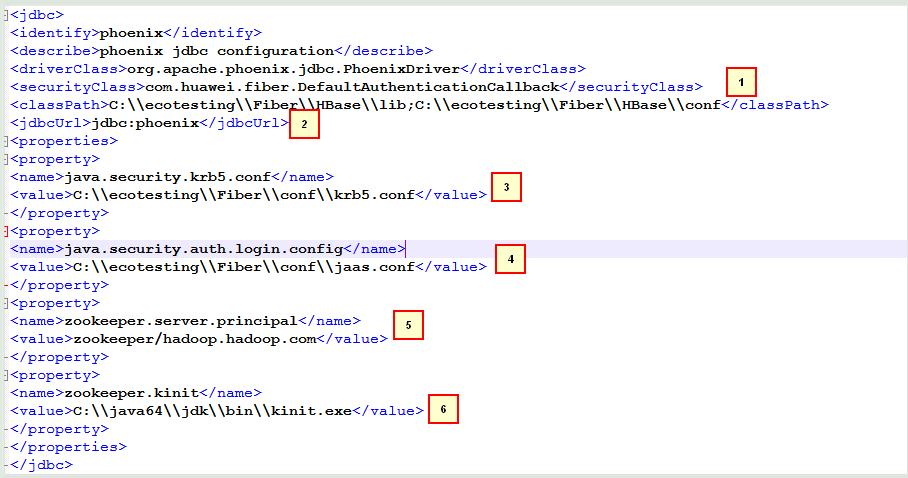 <jdbc>
<identify>phoenix</identify>
<describe>phoenix jdbc configuration</describe>
<driverClass>org.apache.phoenix.jdbc.PhoenixDriver</driverClass>
<securityClass>com.huawei.fiber.DefaultAuthenticationCallback</securityClass> 1
<classPath>C:\\ecotesting\\Fiber\\HBase\\lib;C:\\ecotesting\\Fiber\\HBase\\conf</classPath>
<jdbcUrl>jdbc:phoenix</jdbcUrl> 2
<properties>
<property>
<name>java.security.krb5.conf</name>
<value>C:\\ecotesting\\Fiber\\conf\\krb5.conf</value> 3
</property>
<property>
<name>java.security.auth.login.config</name>
<value>C:\\ecotesting\\Fiber\\conf\\jaas.conf</value> 4
</property>
<property>
<name>zookeeper.server.principal</name>
<value>zookeeper/hadoop.hadoop.com</value> 5
</property>
<property>
<name>zookeeper.kinit</name>
<value>C:\\java64\\jdk\\bin\\kinit.exe</value> 6
</property>
</properties>
</jdbc>